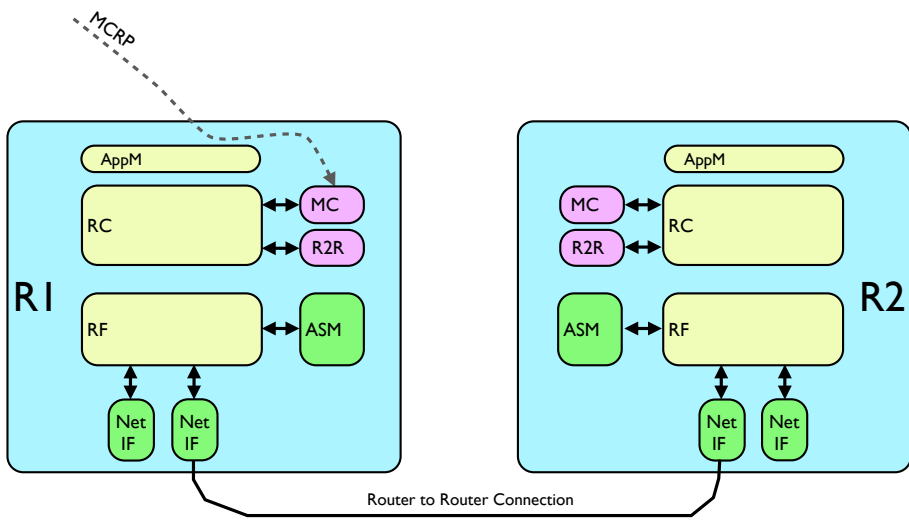 MCRP
AppM
RC
MC
R2R
R1
RF
ASM
Net
IF
Net
IF
AppM
MC
RC
R2R
R2
ASM
RF
Net
IF
Net
IF
Router to Router Connection